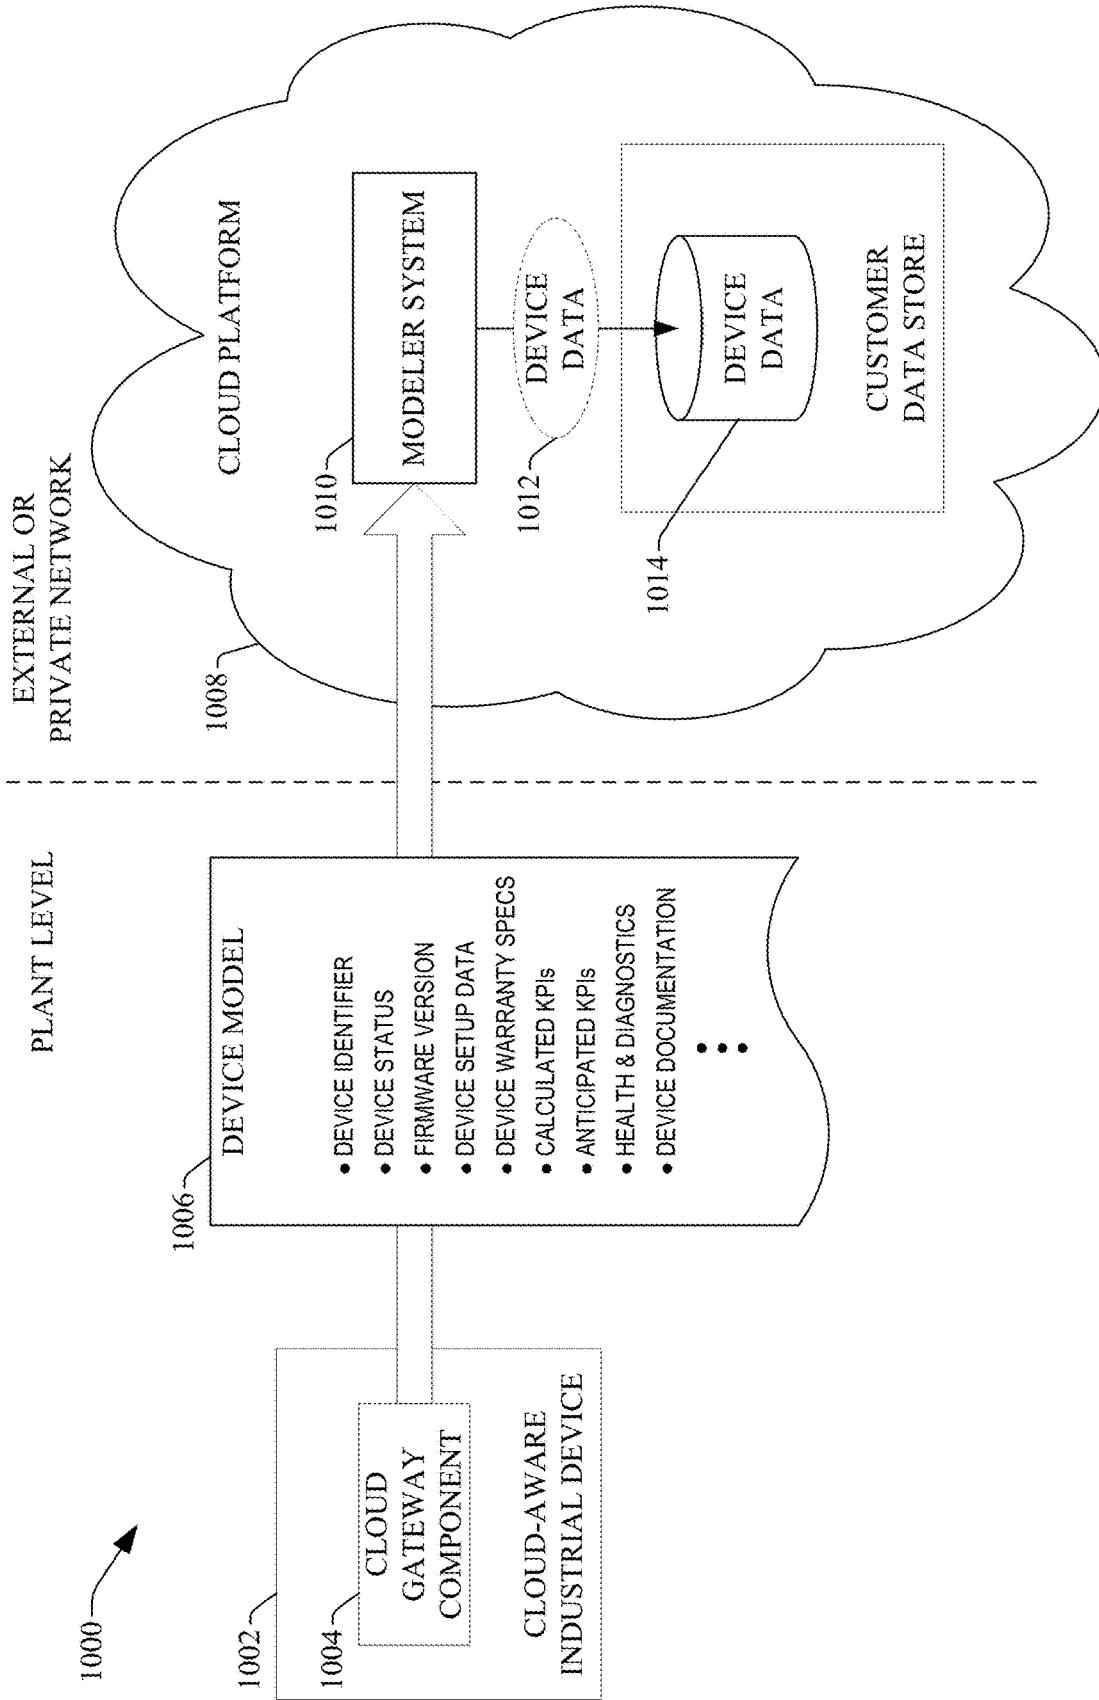 1000
PLANT LEVEL
EXTERNAL OR
PRIVATE NETWORK
1002
1004
CLOUD
GATEWAY
COMPONENT
CLOUD-AWARE
INDUSTRIAL DEVICE
1006
DEVICE MODEL
• DEVICE IDENTIFIER
• DEVICE STATUS
• FIRMWARE VERSION
• DEVICE SETUP DATA
• DEVICE WARRANTY SPECS
• CALCULATED KPIs
• ANTICIPATED KPIs
• HEALTH & DIAGNOSTICS
• DEVICE DOCUMENTATION
• • •
1008
CLOUD PLATFORM
1010
MODELER SYSTEM
1012
DEVICE
DATA
1014
DEVICE
DATA
CUSTOMER
DATA STORE